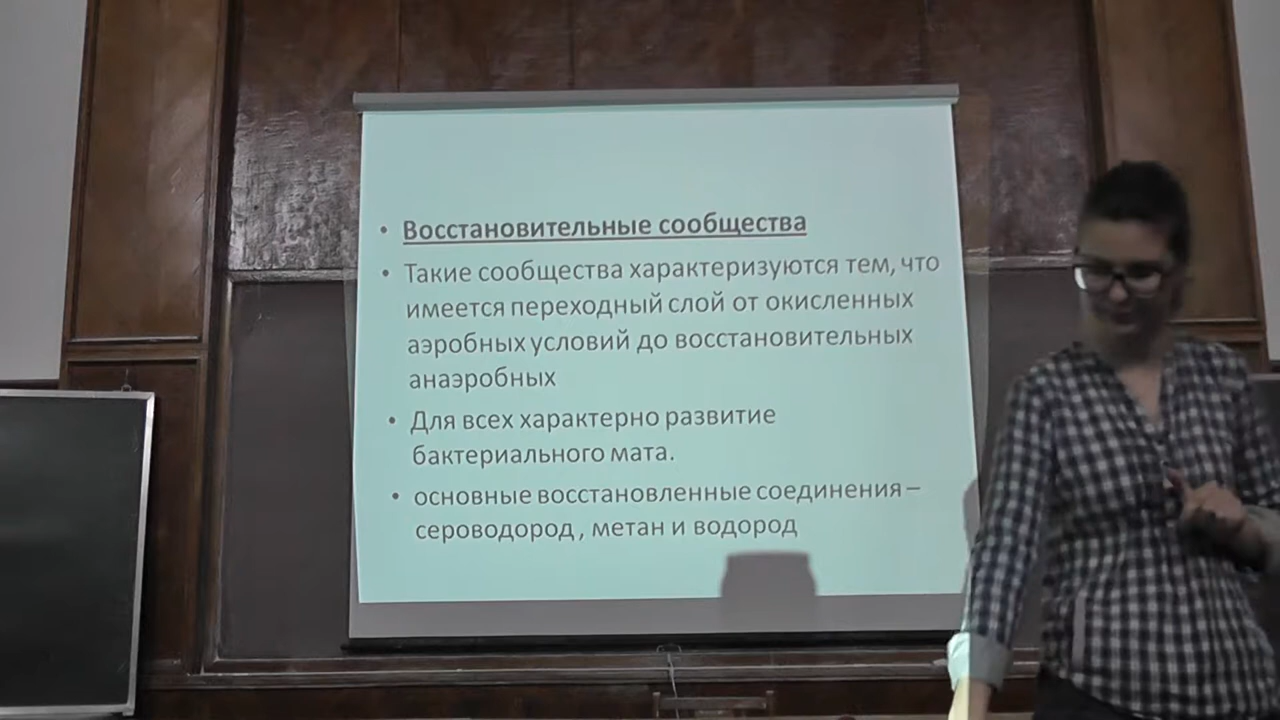 • Восстановительные сообщества
• Такие сообщества характеризуются тем, что
имеется переходный слой от окисленных
аэробных условий до восстановительных
анаэробных
• Для всех характерно развитие
бактериального мата.
• основные восстановленные соединения –
сероводород , метан и водород